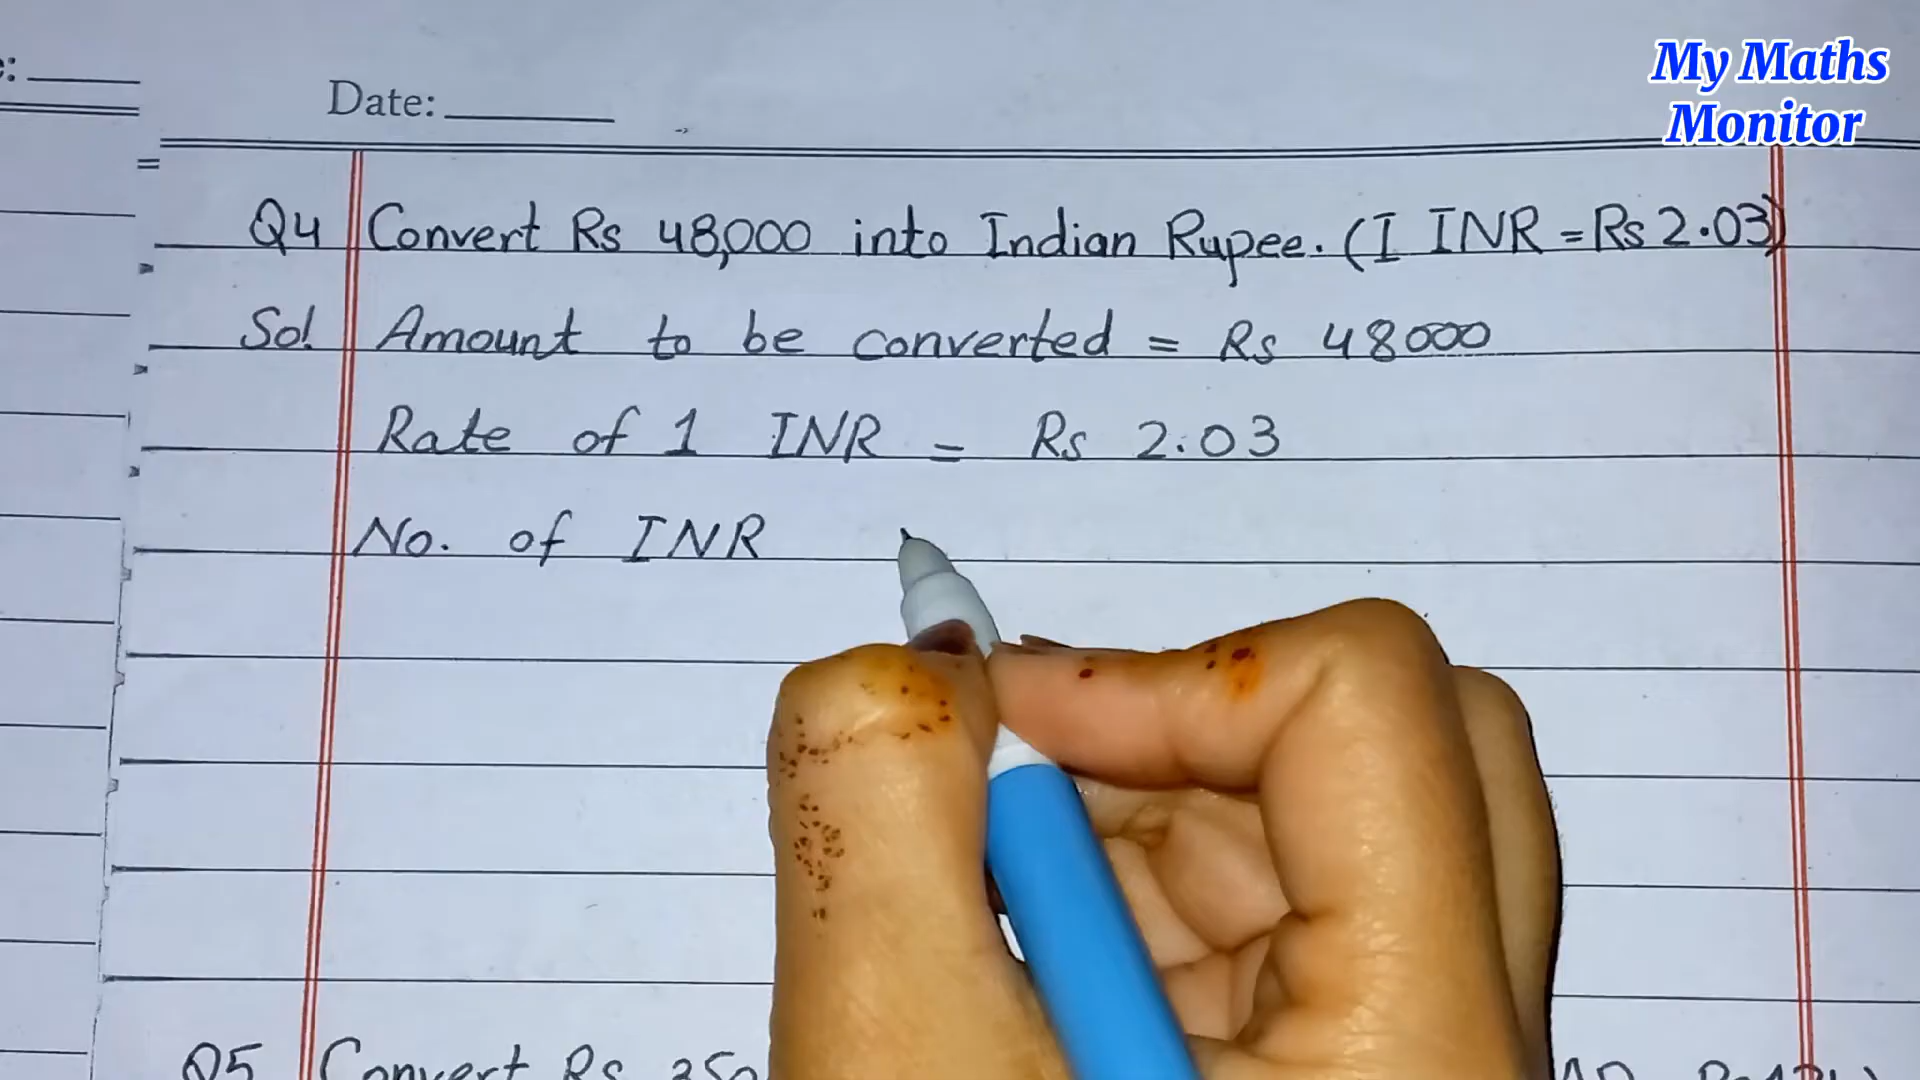 My Maths
Monitor
Date:
Q4 Convert Rs 48,000 into Indian Rupee. (I INR = Rs 2.03)
Sol Amount to be converted = Rs 48000
Rate of 1 INR = Rs 2.03
No. of INR
Q5 Convert Rs 250